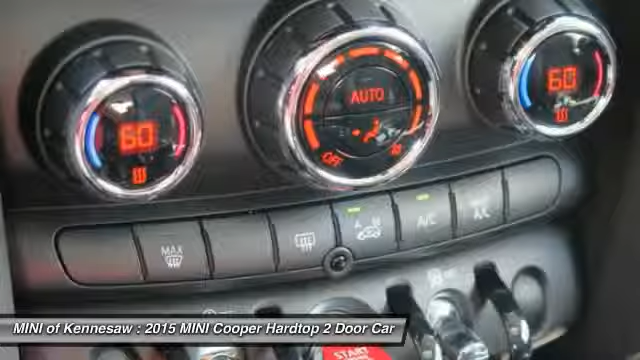 60
AUTO
60
OFF
MAX
A
A/C
A/C
MINI of Kennesaw : 2015 MINI Cooper Hardtop 2 Door Car
START